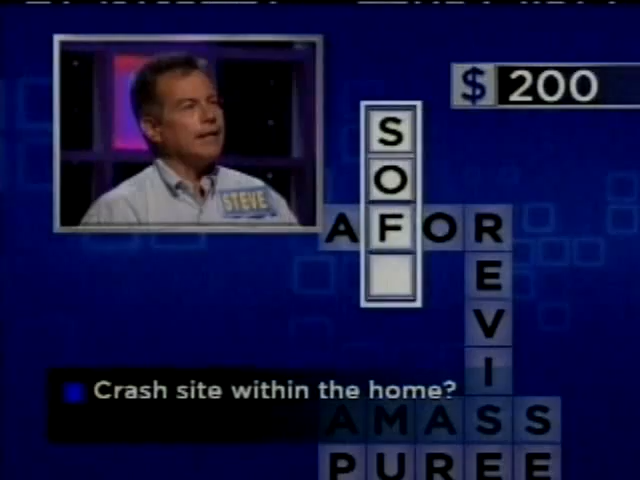 $ 200
STEVE
S
O
AFOR
E
V
I
Crash site within the home?
AMASS
PUREE